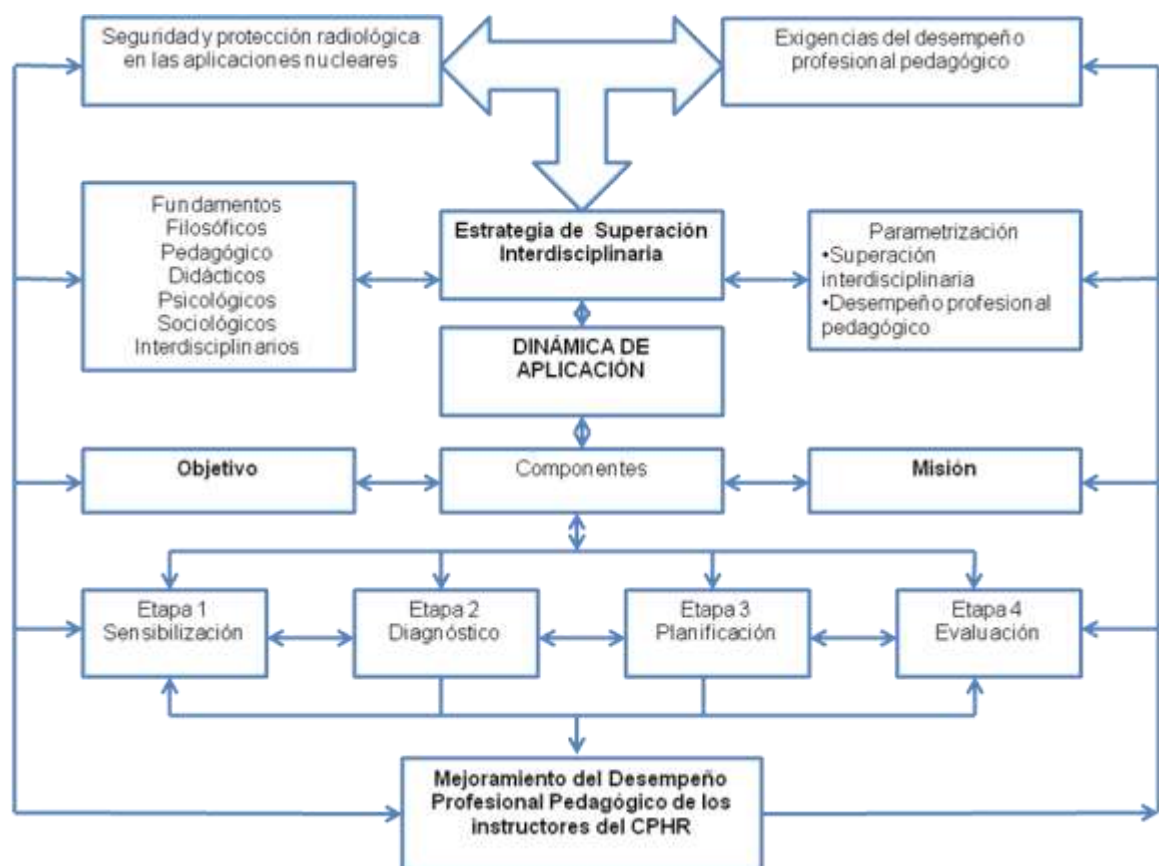 Seguridad y protección radiológica
en las aplicaciones nucleares
Exigencias del desempeño
profesional pedagógico
Fundamentos
Filosóficos
Pedagógico
Didácticos
Psicológicos
Sociológicos
Interdisciplinarios
Estrategia de Superación
Interdisciplinaria
Parametrización
•Superación
interdisciplinaria
•Desempeño profesional
pedagógico
DINÁMICA DE
APLICACIÓN
Objetivo
Componentes
Misión
Etapa 1
Sensibilización
Etapa 2
Diagnóstico
Etapa 3
Planificación
Etapa 4
Evaluación
Mejoramiento del Desempeño
Profesional Pedagógico de los
instructores del CPHR